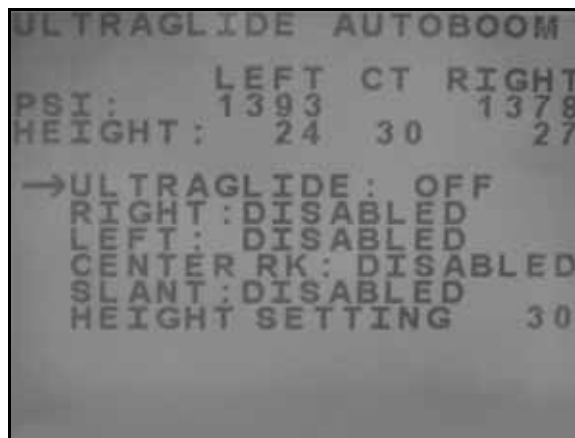 ULTRAGLIDE AUTOBOOM
LEFT CT RIGHT
PSI: 1393 1378
HEIGHT: 24 30 27
→ULTRAGLIDE: OFF
RIGHT:DISABLED
LEFT: DISABLED
CENTER RK: DISABLED
SLANT:DISABLED
HEIGHT SETTING 30